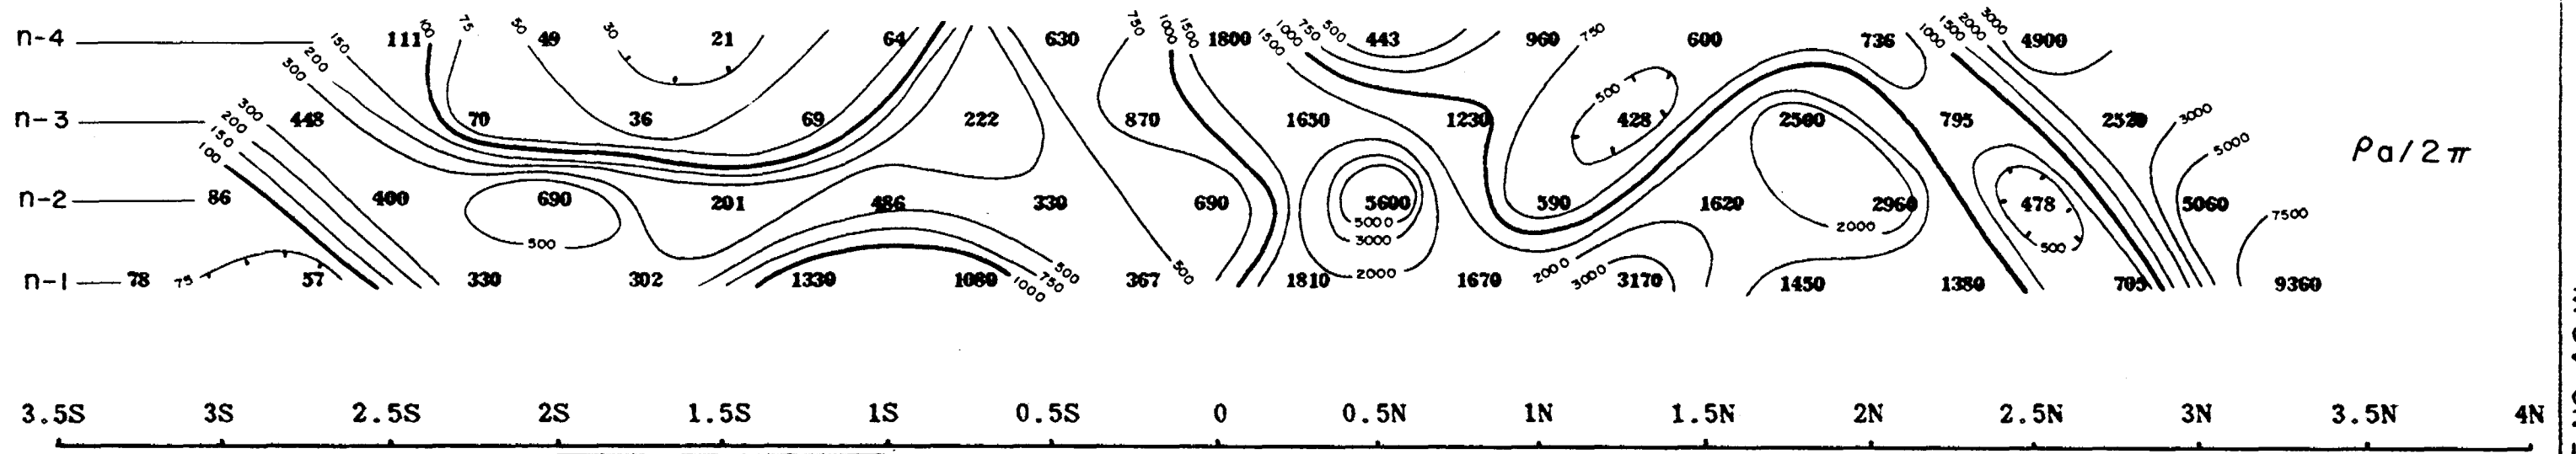 n-4 111 49 21 64 630 1800 443 960 600 736 4900
n-3 448 70 36 69 222 870 1630 1230 428 2500 795 2520
n-2 86 400 690 201 486 330 690 5600 590 1620 2960 478 5060
n-1 78 57 330 302 1330 1080 367 1810 1670 3170 1450 1380 705 9360
ρa/2π
300 200 150 100 75 50 30 750 1000 1500 1500 1000 750 500 750 1000 1500 2000 3000
300 200 150 100 500 3000 5000
500 5000 3000 2000 2000 500 7500
75 1000 750 500 500 2000 2000 3000
3.5S 3S 2.5S 2S 1.5S 1S 0.5S 0 0.5N 1N 1.5N 2N 2.5N 3N 3.5N 4N